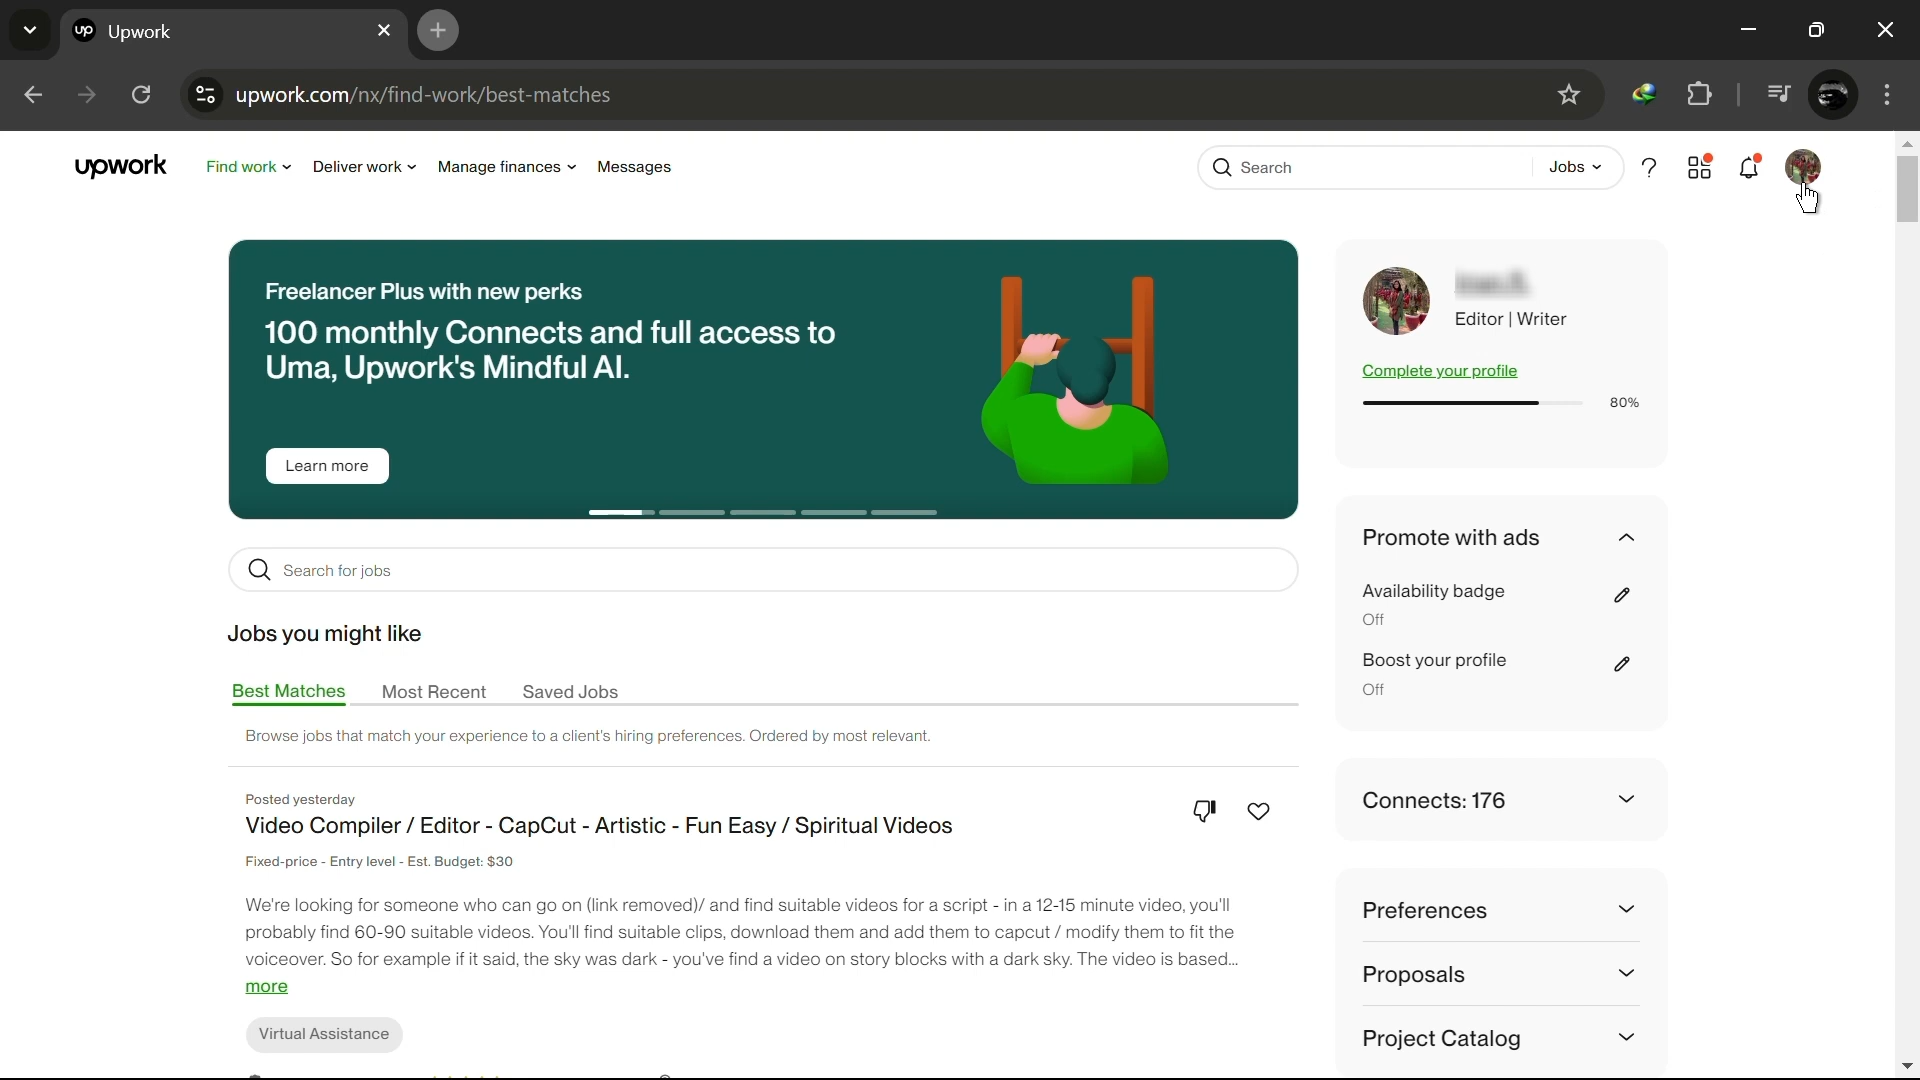 Upwork
upwork.com/nx/find-work/best-matches
upwork Find work Deliver work Manage finances Messages Search Jobs
Freelancer Plus with new perks
100 monthly Connects and full access to
Uma, Upwork's Mindful AI.
Learn more
Editor | Writer
Complete your profile
80%
Search for jobs
Jobs you might like
Best Matches Most Recent Saved Jobs
Browse jobs that match your experience to a client's hiring preferences. Ordered by most relevant.
Posted yesterday
Video Compiler / Editor - CapCut - Artistic - Fun Easy / Spiritual Videos
Fixed-price - Entry level - Est. Budget: $30
We're looking for someone who can go on (link removed)/ and find suitable videos for a script - in a 12-15 minute video, you'll
probably find 60-90 suitable videos. You'll find suitable clips, download them and add them to capcut / modify them to fit the
voiceover. So for example if it said, the sky was dark - you've find a video on story blocks with a dark sky. The video is based...
more
Virtual Assistance
Promote with ads
Availability badge
Off
Boost your profile
Off
Connects: 176
Preferences
Proposals
Project Catalog